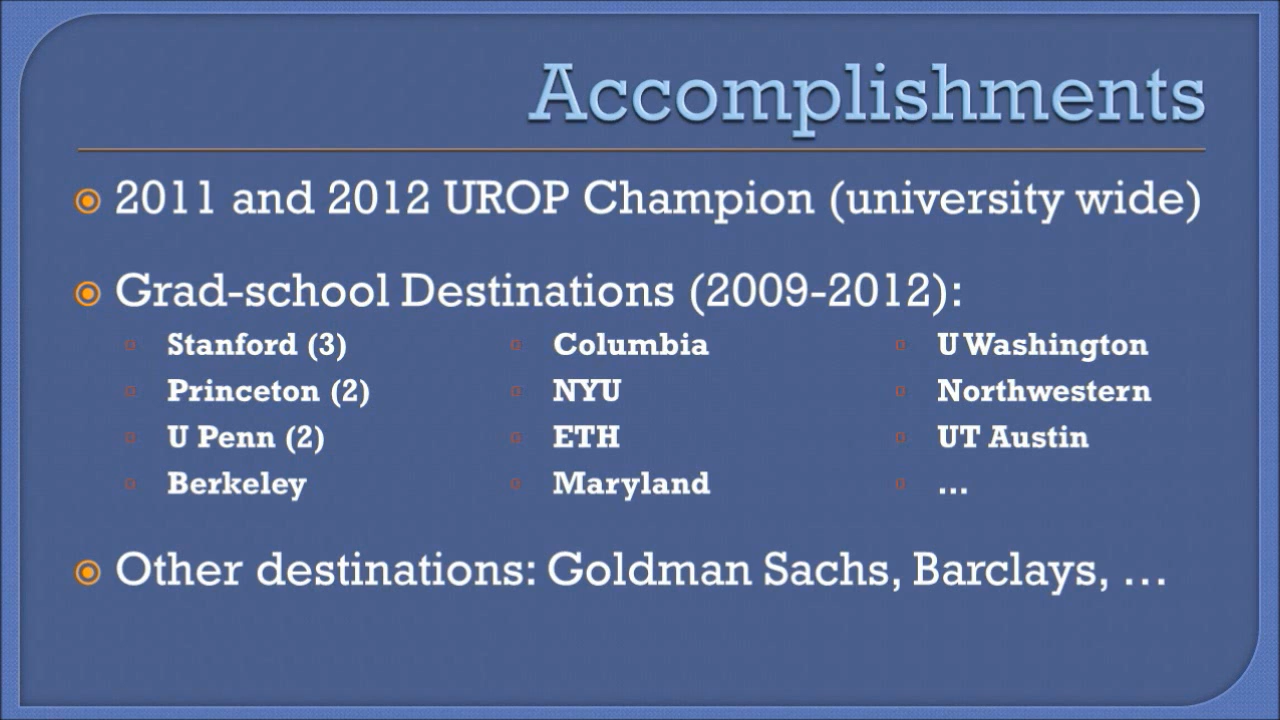 Accomplishments
2011 and 2012 UROP Champion (university wide)
Grad-school Destinations (2009-2012):
Stanford (3) Columbia U Washington
Princeton (2) NYU Northwestern
U Penn (2) ETH UT Austin
Berkeley Maryland ...
Other destinations: Goldman Sachs, Barclays, ...